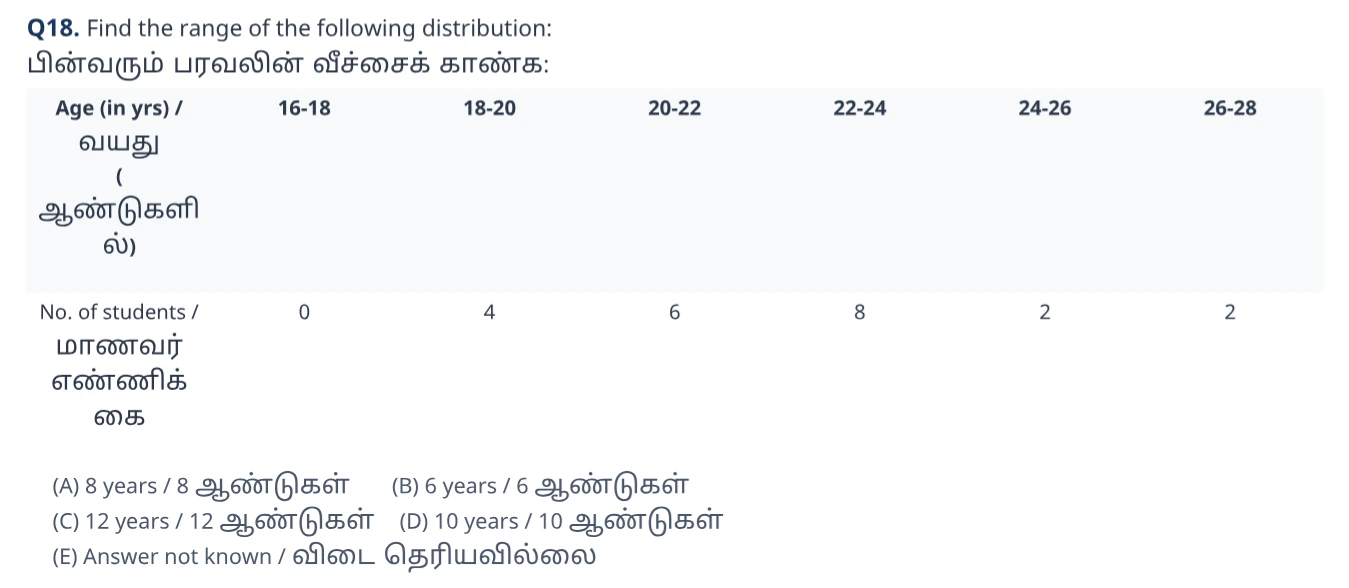 Q18. Find the range of the following distribution:
பின்வரும் பரவலின் வீச்சைக் காண்க:
Age (in yrs) / 16-18 18-20 20-22 22-24 24-26 26-28
வயது
(
ஆண்டுகளி
ல்)
No. of students / 0 4 6 8 2 2
மாணவர்
எண்ணிக்
கை
(A) 8 years / 8 ஆண்டுகள் (B) 6 years / 6 ஆண்டுகள்
(C) 12 years / 12 ஆண்டுகள் (D) 10 years / 10 ஆண்டுகள்
(E) Answer not known / விடை தெரியவில்லை